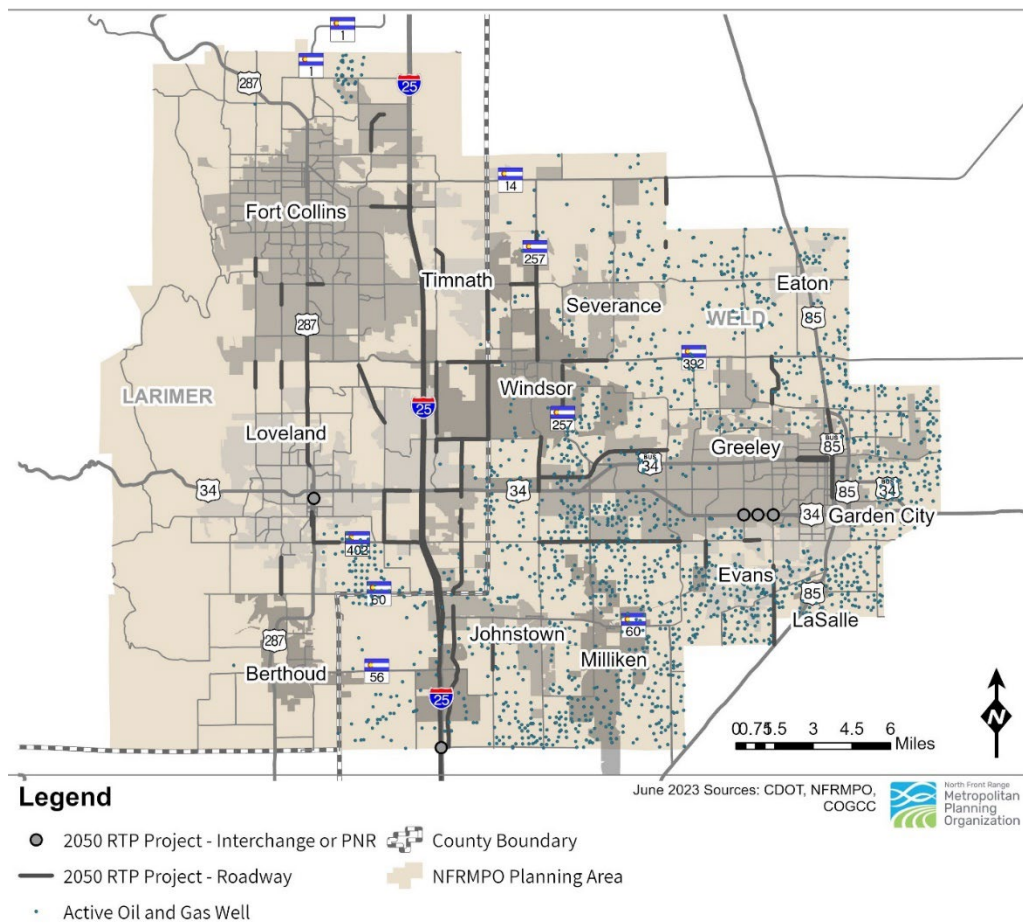 1
1
287
25
14
Fort Collins
257
Timnath
Eaton
Severance
287
85
WELD
392
LARIMER
Windsor
25
257
Loveland
Greeley
BUS
85
BUS
34
34
34
85
34
34
Garden City
402
Evans
60
85
LaSalle
Johnstown
60
287
Milliken
Berthoud
56
25
N
3
4.5
6
Miles
Legend
June 2023 Sources: CDOT, NFRMPO,
COGCC
North Front Range
Metropolitan
Planning
Organization
2050 RTP Project - Interchange or PNR
County Boundary
2050 RTP Project - Roadway
NFRMPO Planning Area
Active Oil and Gas Well